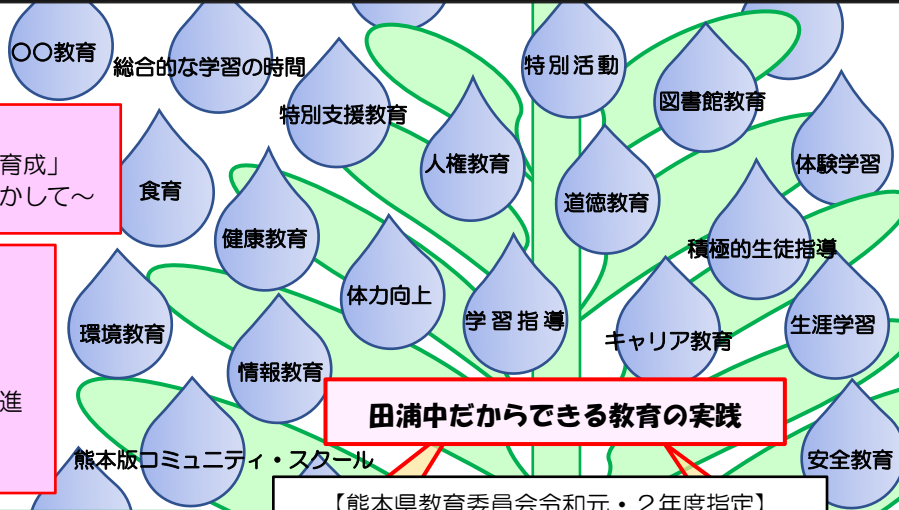 〇〇教育
総合的な学習の時間
特別活動
特別支援教育
図書館教育
育成」
かして～
食育
人権教育
体験学習
道徳教育
健康教育
積極的生徒指導
体力向上
学習指導
環境教育
キャリア教育
生涯学習
情報教育
進
田浦中だからできる教育の実践
熊本版コミュニティ・スクール
安全教育
【熊本県教育委員会令和元・２年度指定】